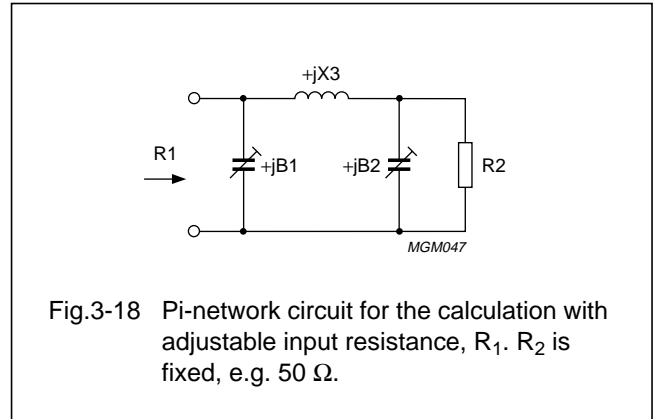 +jX3
R1
+jB1
+jB2
R2
MGM047
Fig.3-18 Pi-network circuit for the calculation with
adjustable input resistance, R₁. R₂ is
fixed, e.g. 50 Ω.